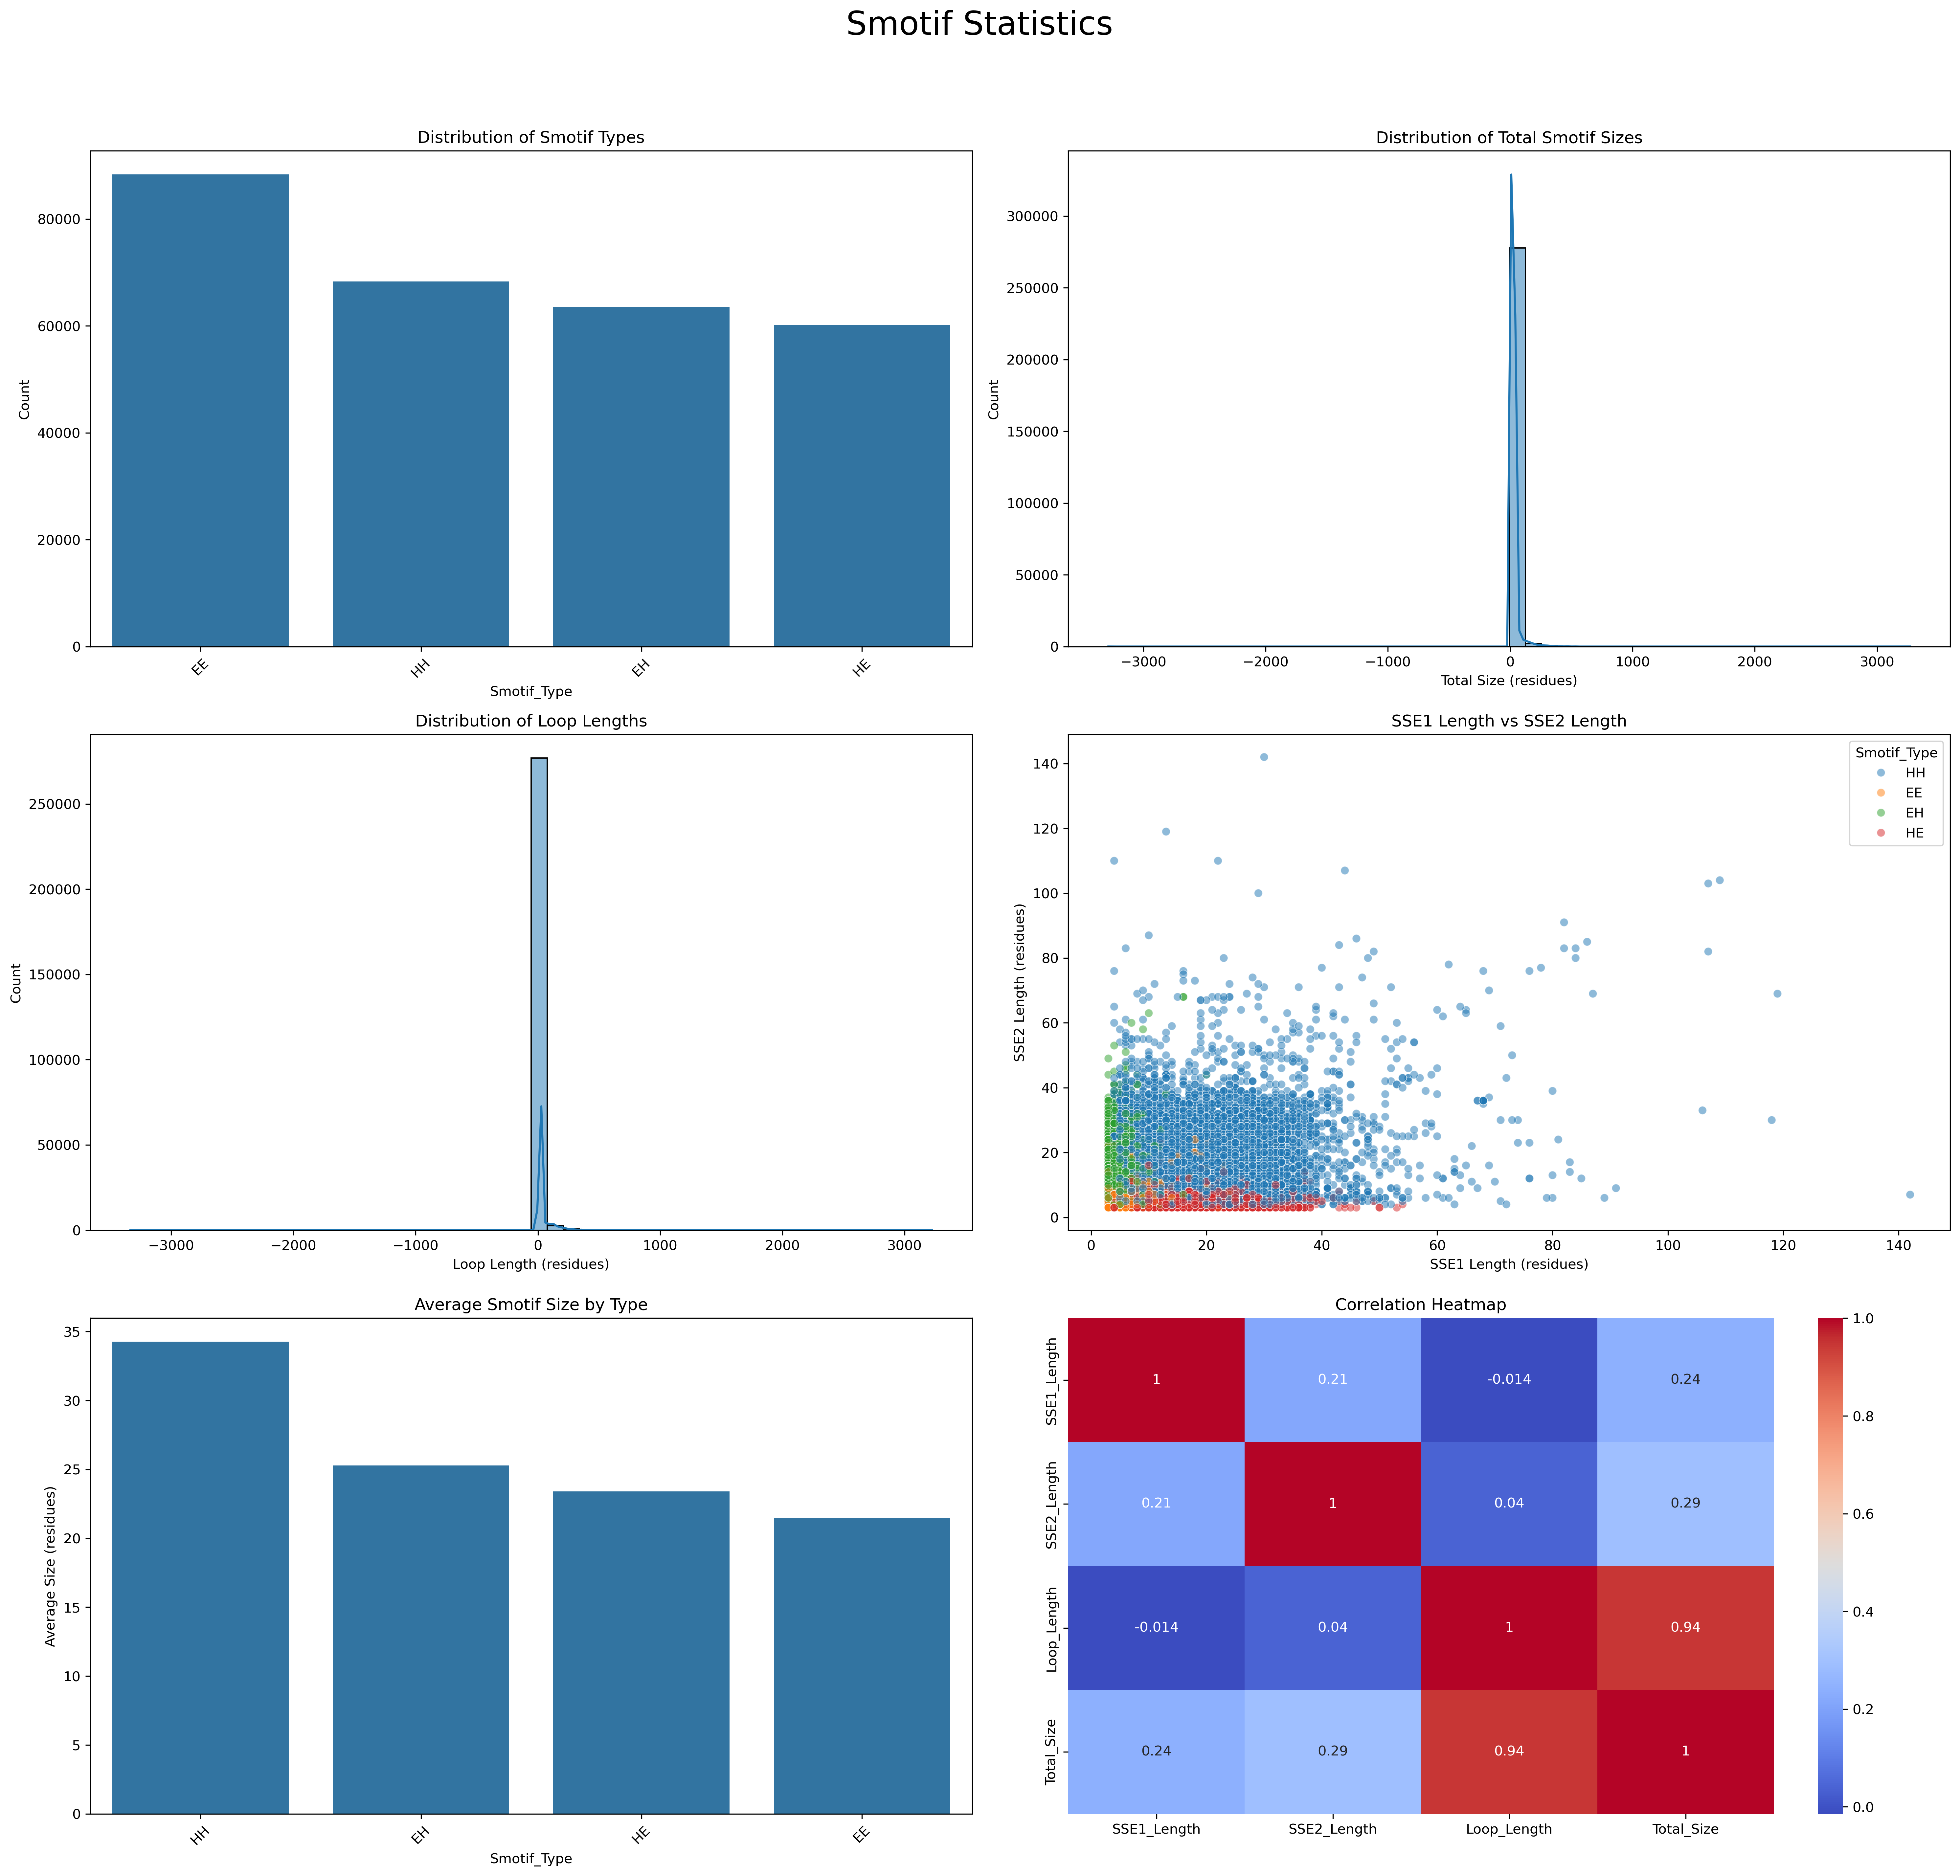 Smotif Statistics
Distribution of Smotif Types
Count
80000
60000
40000
20000
0
EE
HH
EH
HE
Smotif_Type
Distribution of Total Smotif Sizes
Count
300000
250000
200000
150000
100000
50000
0
−3000 −2000 −1000 0 1000 2000 3000
Total Size (residues)
Distribution of Loop Lengths
Count
250000
200000
150000
100000
50000
0
−3000 −2000 −1000 0 1000 2000 3000
Loop Length (residues)
SSE1 Length vs SSE2 Length
SSE2 Length (residues)
140
120
100
80
60
40
20
0
0 20 40 60 80 100 120 140
SSE1 Length (residues)
Smotif_Type
HH
EE
EH
HE
Average Smotif Size by Type
Average Size (residues)
35
30
25
20
15
10
5
0
HH
EH
HE
EE
Smotif_Type
Correlation Heatmap
SSE1_Length
1 0.21 -0.014 0.24
SSE2_Length
0.21 1 0.04 0.29
Loop_Length
-0.014 0.04 1 0.94
Total_Size
0.24 0.29 0.94 1
SSE1_Length SSE2_Length Loop_Length Total_Size
1.0
0.8
0.6
0.4
0.2
0.0